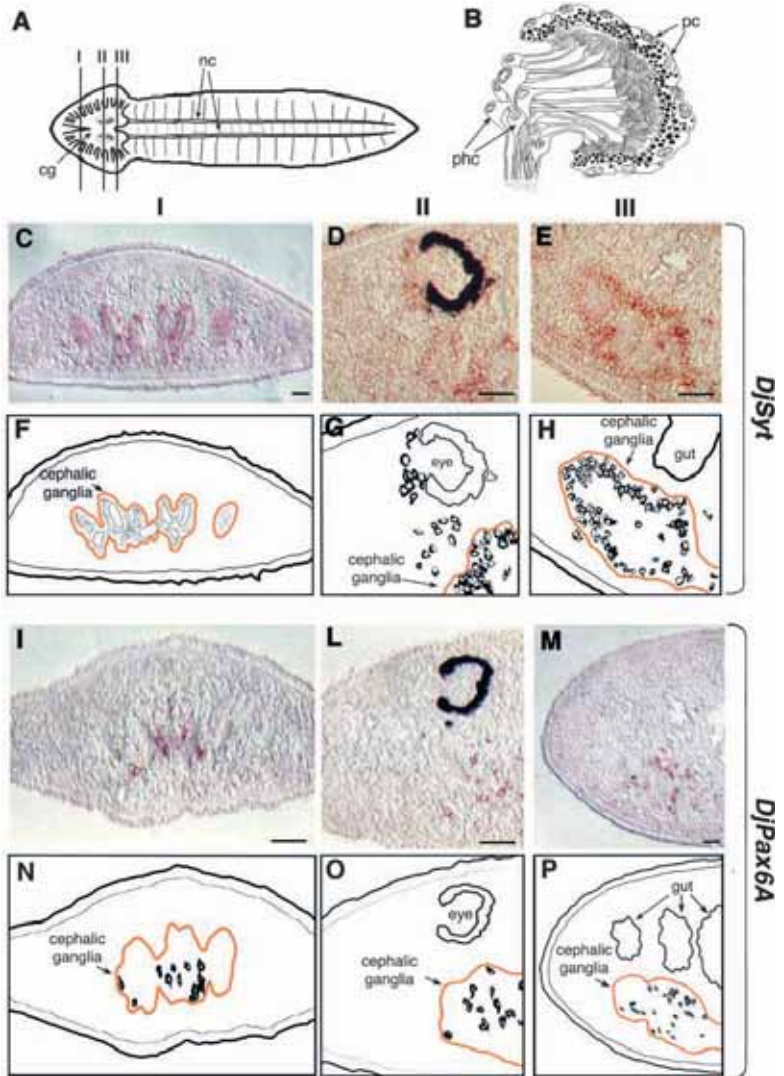 A
I II III
nc
cg
B
pc
phc
I
II
III
C
D
E
DjSyt
F
cephalic
ganglia
G
eye
cephalic
ganglia
H
cephalic
ganglia
gut
I
L
M
DjPax6A
N
cephalic
ganglia
O
eye
cephalic
ganglia
P
gut
cephalic
ganglia